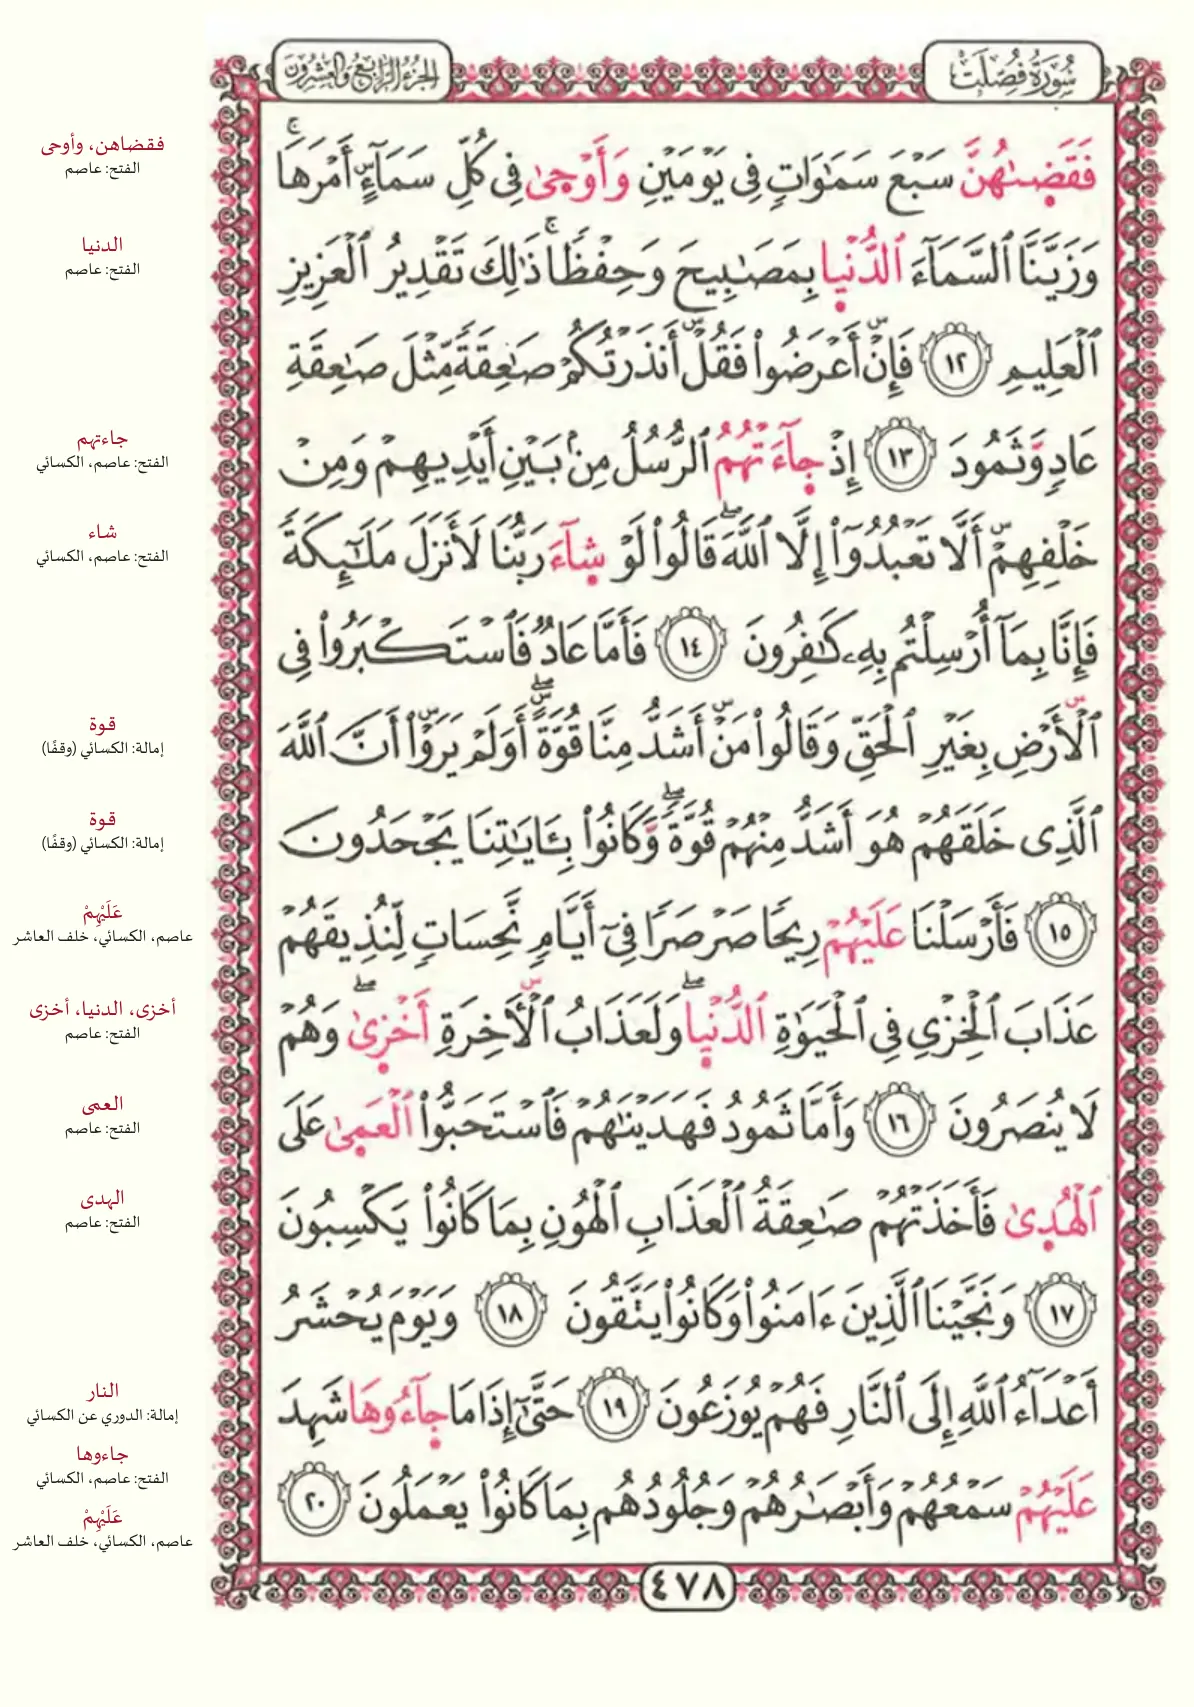 سُورَةُ فُصِّلَتْ
الجُزْءُ الرَّابِعُ وَالعِشْرُونَ
فَقَضَىٰهُنَّ سَبْعَ سَمَٰوَاتٍ فِى يَوْمَيْنِ وَأَوْحَىٰ فِى كُلِّ سَمَآءٍ أَمْرَهَا ۚ
وَزَيَّنَّا ٱلسَّمَآءَ ٱلدُّنْيَا بِمَصَٰبِيحَ وَحِفْظًا ۚ ذَٰلِكَ تَقْدِيرُ ٱلْعَزِيزِ
ٱلْعَلِيمِ ١٢ فَإِنْ أَعْرَضُوا۟ فَقُلْ أَنذَرْتُكُمْ صَٰعِقَةً مِّثْلَ صَٰعِقَةِ
عَادٍ وَّثَمُودَ ١٣ إِذْ جَآءَتْهُمُ ٱلرُّسُلُ مِنۢ بَيْنِ أَيْدِيهِمْ وَمِنْ
خَلْفِهِمْ أَلَّا تَعْبُدُوٓا۟ إِلَّا ٱللَّهَ ۖ قَالُوا۟ لَوْ شَآءَ رَبُّنَا لَأَنزَلَ مَلَٰٓئِكَةً
فَإِنَّا بِمَآ أُرْسِلْتُم بِهِۦ كَٰفِرُونَ ١٤ فَأَمَّا عَادٌ فَٱسْتَكْبَرُوا۟ فِى
ٱلْأَرْضِ بِغَيْرِ ٱلْحَقِّ وَقَالُوا۟ مَنْ أَشَدُّ مِنَّا قُوَّةً ۖ أَوَلَمْ يَرَوْا۟ أَنَّ ٱللَّهَ
ٱلَّذِى خَلَقَهُمْ هُوَ أَشَدُّ مِنْهُمْ قُوَّةً ۖ وَّكَانُوا۟ بِـَٔايَٰتِنَا يَجْحَدُونَ
١٥ فَأَرْسَلْنَا عَلَيْهُمْ رِيحًا صَرْصَرًا فِىٓ أَيَّامٍ نَّحِسَاتٍ لِّنُذِيقَهُمْ
عَذَابَ ٱلْخِزْىِ فِى ٱلْحَيَوٰةِ ٱلدُّنْيَا ۖ وَلَعَذَابُ ٱلْأَخِرَةِ أَخْزَىٰ ۖ وَهُمْ
لَا يُنصَرُونَ ١٦ وَأَمَّا ثَمُودُ فَهَدَيْنَٰهُمْ فَٱسْتَحَبُّوا۟ ٱلْعَمَىٰ عَلَى
ٱلْهُدَىٰ فَأَخَذَتْهُمْ صَٰعِقَةُ ٱلْعَذَابِ ٱلْهُونِ بِمَا كَانُوا۟ يَكْسِبُونَ
١٧ وَنَجَّيْنَا ٱلَّذِينَ ءَامَنُوا۟ وَكَانُوا۟ يَتَّقُونَ ١٨ وَيَوْمَ يُحْشَرُ
أَعْدَآءُ ٱللَّهِ إِلَى ٱلنَّارِ فَهُمْ يُوزَعُونَ ١٩ حَتَّىٰٓ إِذَا مَا جَآءُوهَا شَهِدَ
عَلَيْهُمْ سَمْعُهُمْ وَأَبْصَٰرُهُمْ وَجُلُودُهُم بِمَا كَانُوا۟ يَعْمَلُونَ ٢٠
٤٧٨
فقضاهن، وأوحى
الفتح: عاصم
الدنيا
الفتح: عاصم
جاءتهم
الفتح: عاصم، الكسائي
شاء
الفتح: عاصم، الكسائي
قوة
إمالة: الكسائي (وقفًا)
قوة
إمالة: الكسائي (وقفًا)
عَلَيْهِمْ
عاصم، الكسائي، خلف العاشر
أخزى، الدنيا، أخزى
الفتح: عاصم
العمى
الفتح: عاصم
الهدى
الفتح: عاصم
النار
إمالة: الدوري عن الكسائي
جاءوها
الفتح: عاصم، الكسائي
عَلَيْهِمْ
عاصم، الكسائي، خلف العاشر